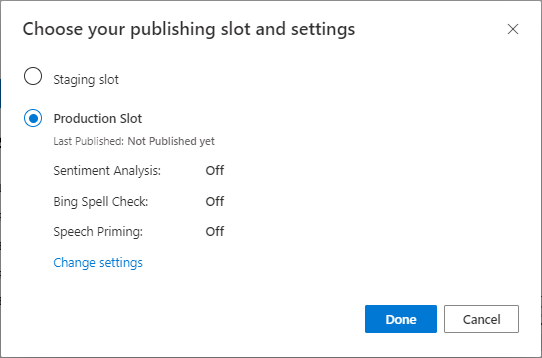 Choose your publishing slot and settings
Staging slot
Production Slot
Last Published: Not Published yet
Sentiment Analysis: Off
Bing Spell Check: Off
Speech Priming: Off
Change settings
Done Cancel